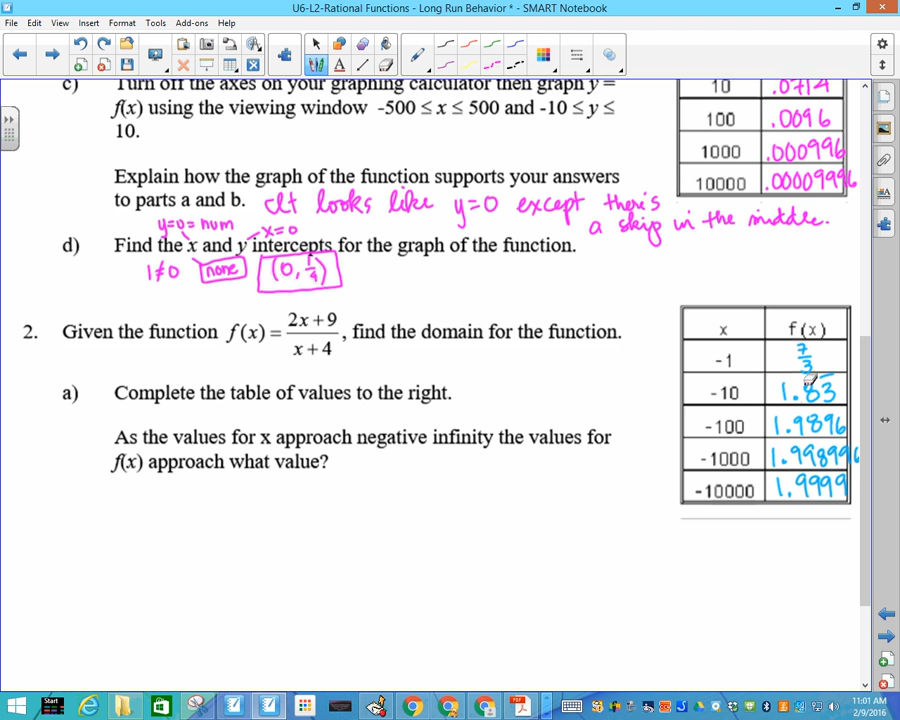 U6-L2-Rational Functions - Long Run Behavior * - SMART Notebook
File Edit View Insert Format Tools Add-ons Help
c) Turn off the axes on your graphing calculator then graph y =
f(x) using the viewing window -500 ≤ x ≤ 500 and -10 ≤ y ≤
10.
10 .0714
100 .0096
1000 .000996
10000 .00009996
Explain how the graph of the function supports your answers
to parts a and b. It looks like y=0 except there's
a skip in the middle.
y=0=num x=0
d) Find the x and y intercepts for the graph of the function.
1≠0 none (0, 1/4)
2. Given the function f(x) = (2x+9)/(x+4), find the domain for the function.
x f(x)
-1 7/3
-10 1.83̅
-100 1.9896
-1000 1.998996
-10000 1.9999
a) Complete the table of values to the right.
As the values for x approach negative infinity the values for
f(x) approach what value?
Start
11:01 AM
2/9/2016